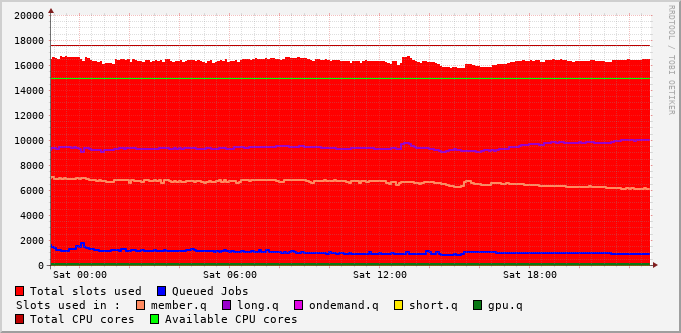 20000
18000
16000
14000
12000
10000
8000
6000
4000
2000
0
Sat 00:00 Sat 06:00 Sat 12:00 Sat 18:00
RRDTOOL / TOBI OETIKER
Total slots used Queued Jobs
Slots used in : member.q long.q ondemand.q short.q gpu.q
Total CPU cores Available CPU cores